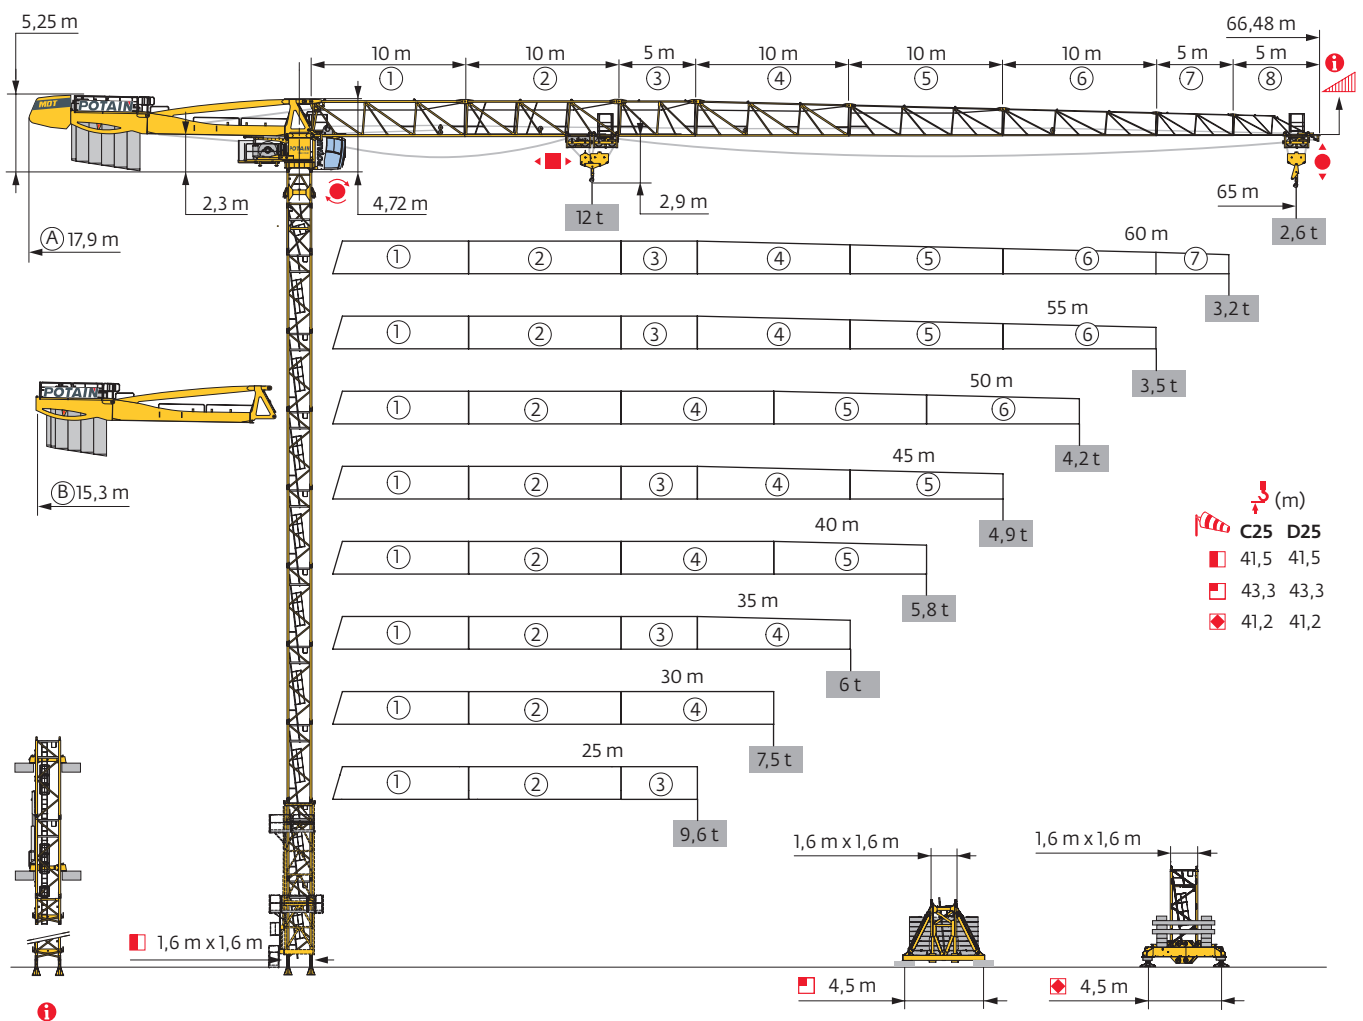 5,25 m
66,48 m
10 m 10 m 5 m 10 m 10 m 10 m 5 m 5 m
1 2 3 4 5 6 7 8
i
MDT POTAIN
POTAIN
2,3 m
4,72 m
2,9 m
65 m
12 t
2,6 t
A 17,9 m
60 m
1 2 3 4 5 6 7
3,2 t
55 m
1 2 3 4 5 6
3,5 t
POTAIN
50 m
1 2 4 5 6
4,2 t
B 15,3 m
45 m
1 2 3 4 5
4,9 t
(m)
C25 D25
41,5 41,5
43,3 43,3
41,2 41,2
40 m
1 2 4 5
5,8 t
35 m
1 2 3 4
6 t
30 m
1 2 4
7,5 t
25 m
1 2 3
9,6 t
1,6 m x 1,6 m
1,6 m x 1,6 m
1,6 m x 1,6 m
4,5 m
4,5 m
i